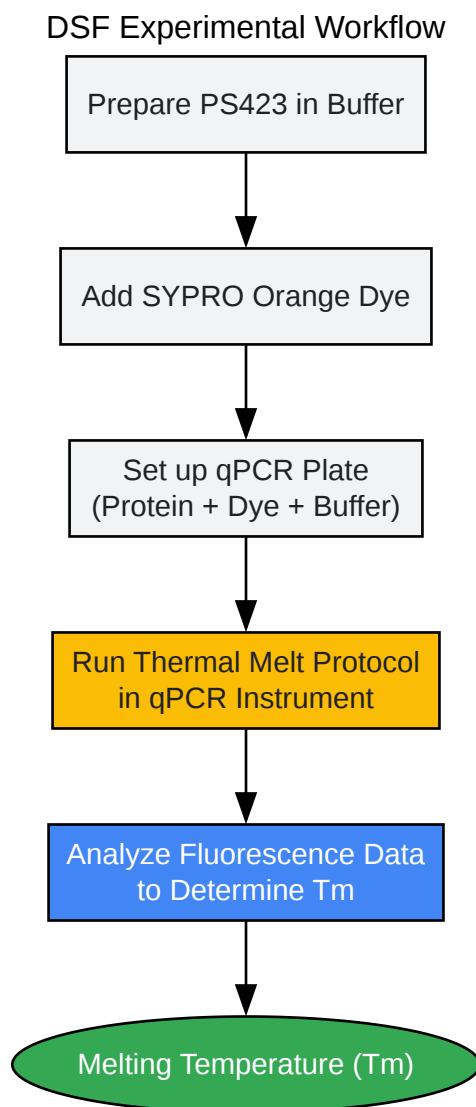 DSF Experimental Workflow
Prepare PS423 in Buffer
Add SYPRO Orange Dye
Set up qPCR Plate
(Protein + Dye + Buffer)
Run Thermal Melt Protocol
in qPCR Instrument
Analyze Fluorescence Data
to Determine Tm
Melting Temperature (Tm)